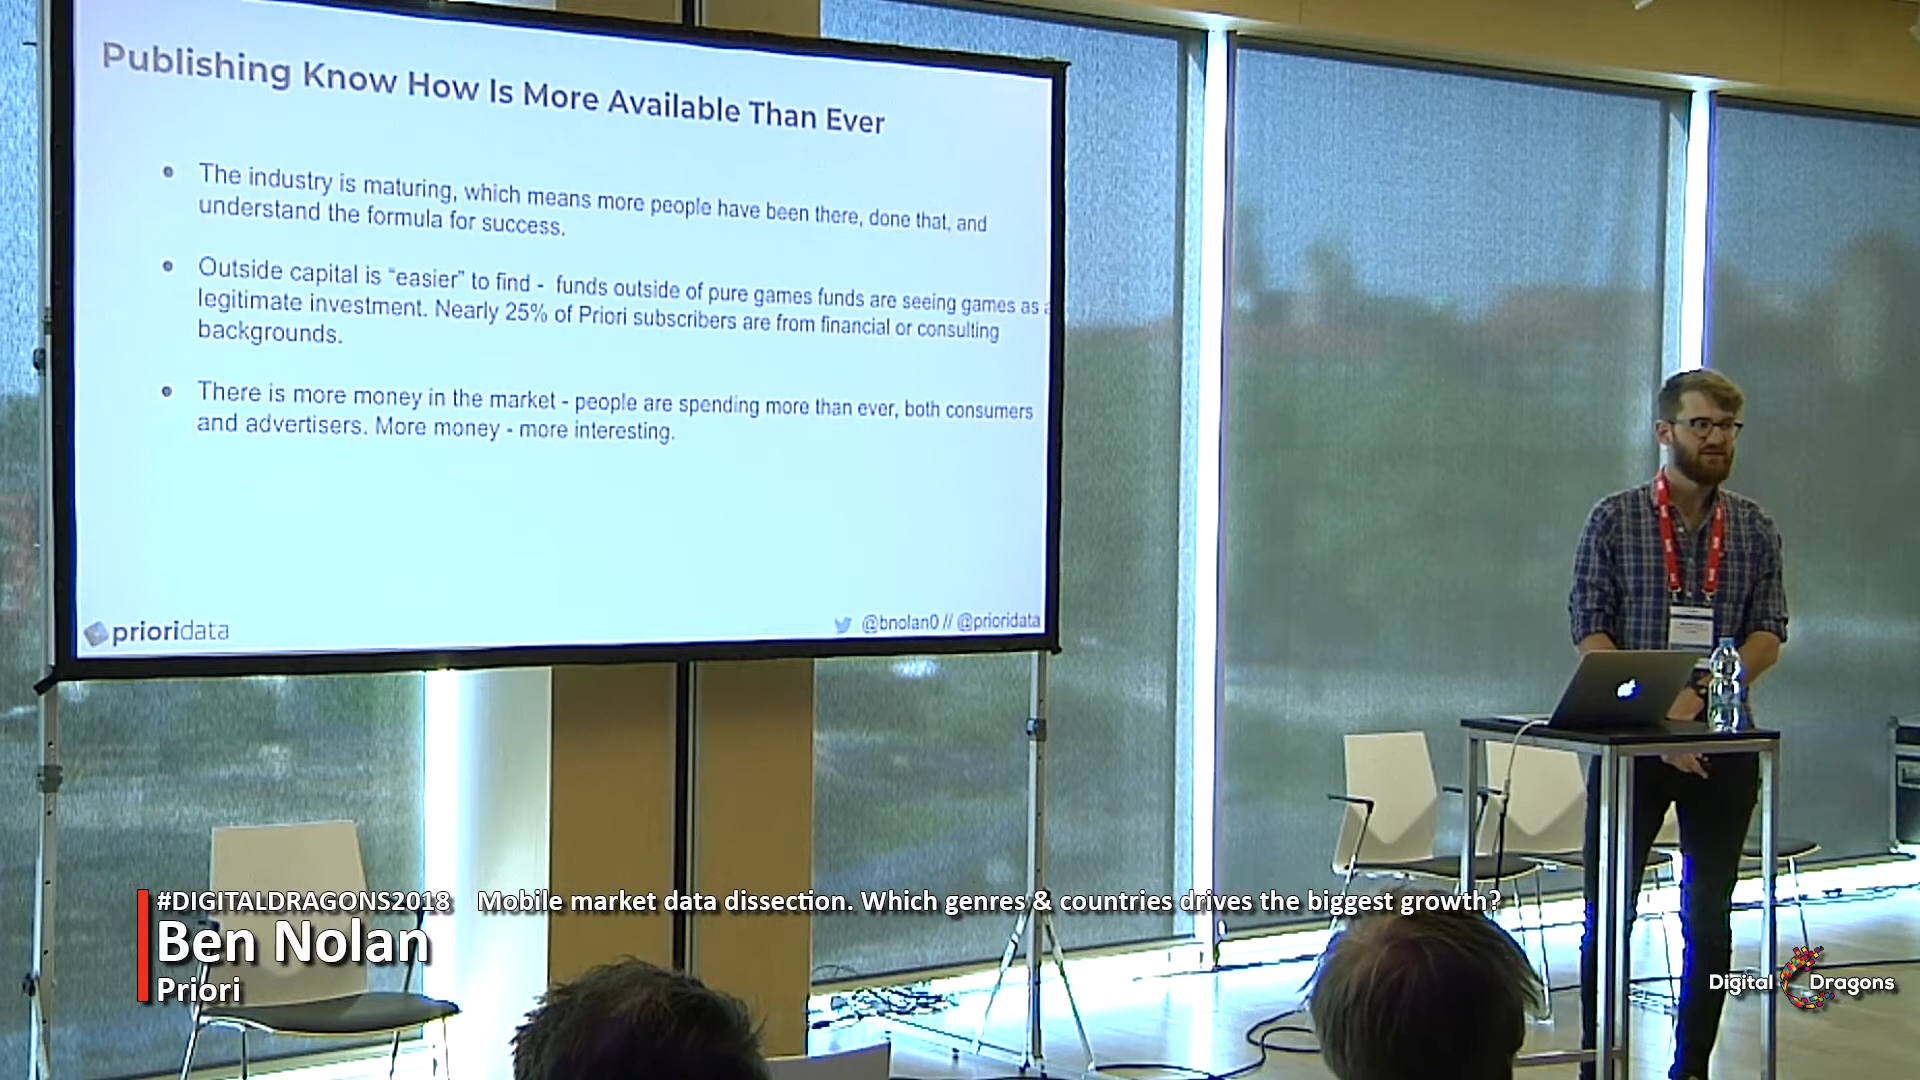 Publishing Know How Is More Available Than Ever
The industry is maturing, which means more people have been there, done that, and
understand the formula for success.
Outside capital is “easier” to find - funds outside of pure games funds are seeing games as a
legitimate investment. Nearly 25% of Priori subscribers are from financial or consulting
backgrounds.
There is more money in the market - people are spending more than ever, both consumers
and advertisers. More money - more interesting.
prioridata
@bnolan0 // @prioridata
#DIGITALDRAGONS2018 Mobile market data dissection. Which genres & countries drives the biggest growth?
Ben Nolan
Priori
Digital Dragons